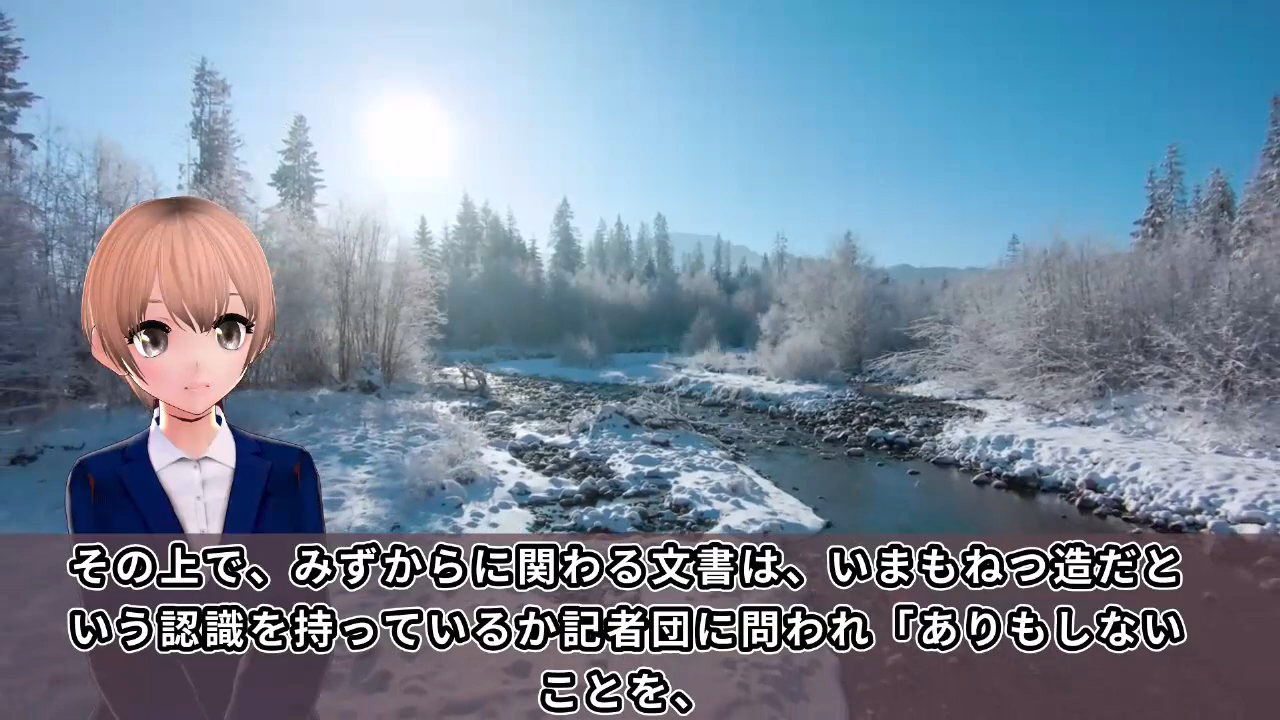 その上で、みずからに関わる文書は、いまもねつ造だと
いう認識を持っているか記者団に問われ「ありもしない
ことを、